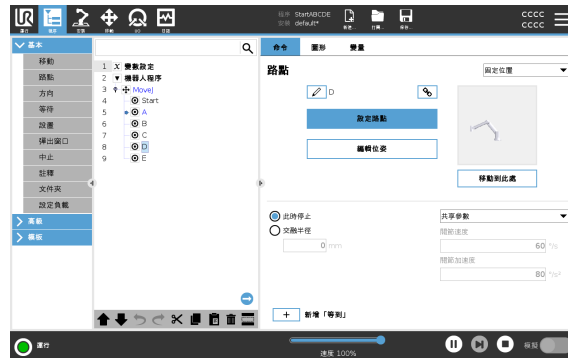 程序 StartABCDE
安裝 default*
運行
程序
安裝
移動
I/O
日誌
新建...
打開...
保存...
CCCC
CCCC
基本
移動
路點
方向
等待
設置
彈出窗口
中止
註釋
文件夾
設定負載
高級
模板
1 X 變數設定
2 ▼ 機器人程序
3 MoveJ
4 Start
5 A
6 B
7 C
8 D
9 E
命令 圖形 變量
路點
固定位置
D
設定路點
編輯位姿
移動到此處
此時停止
交融半徑
0 mm
共享參數
關節速度
60 °/s
關節加速度
80 °/s²
+ 新增「等到」
運行
速度 100%
模擬